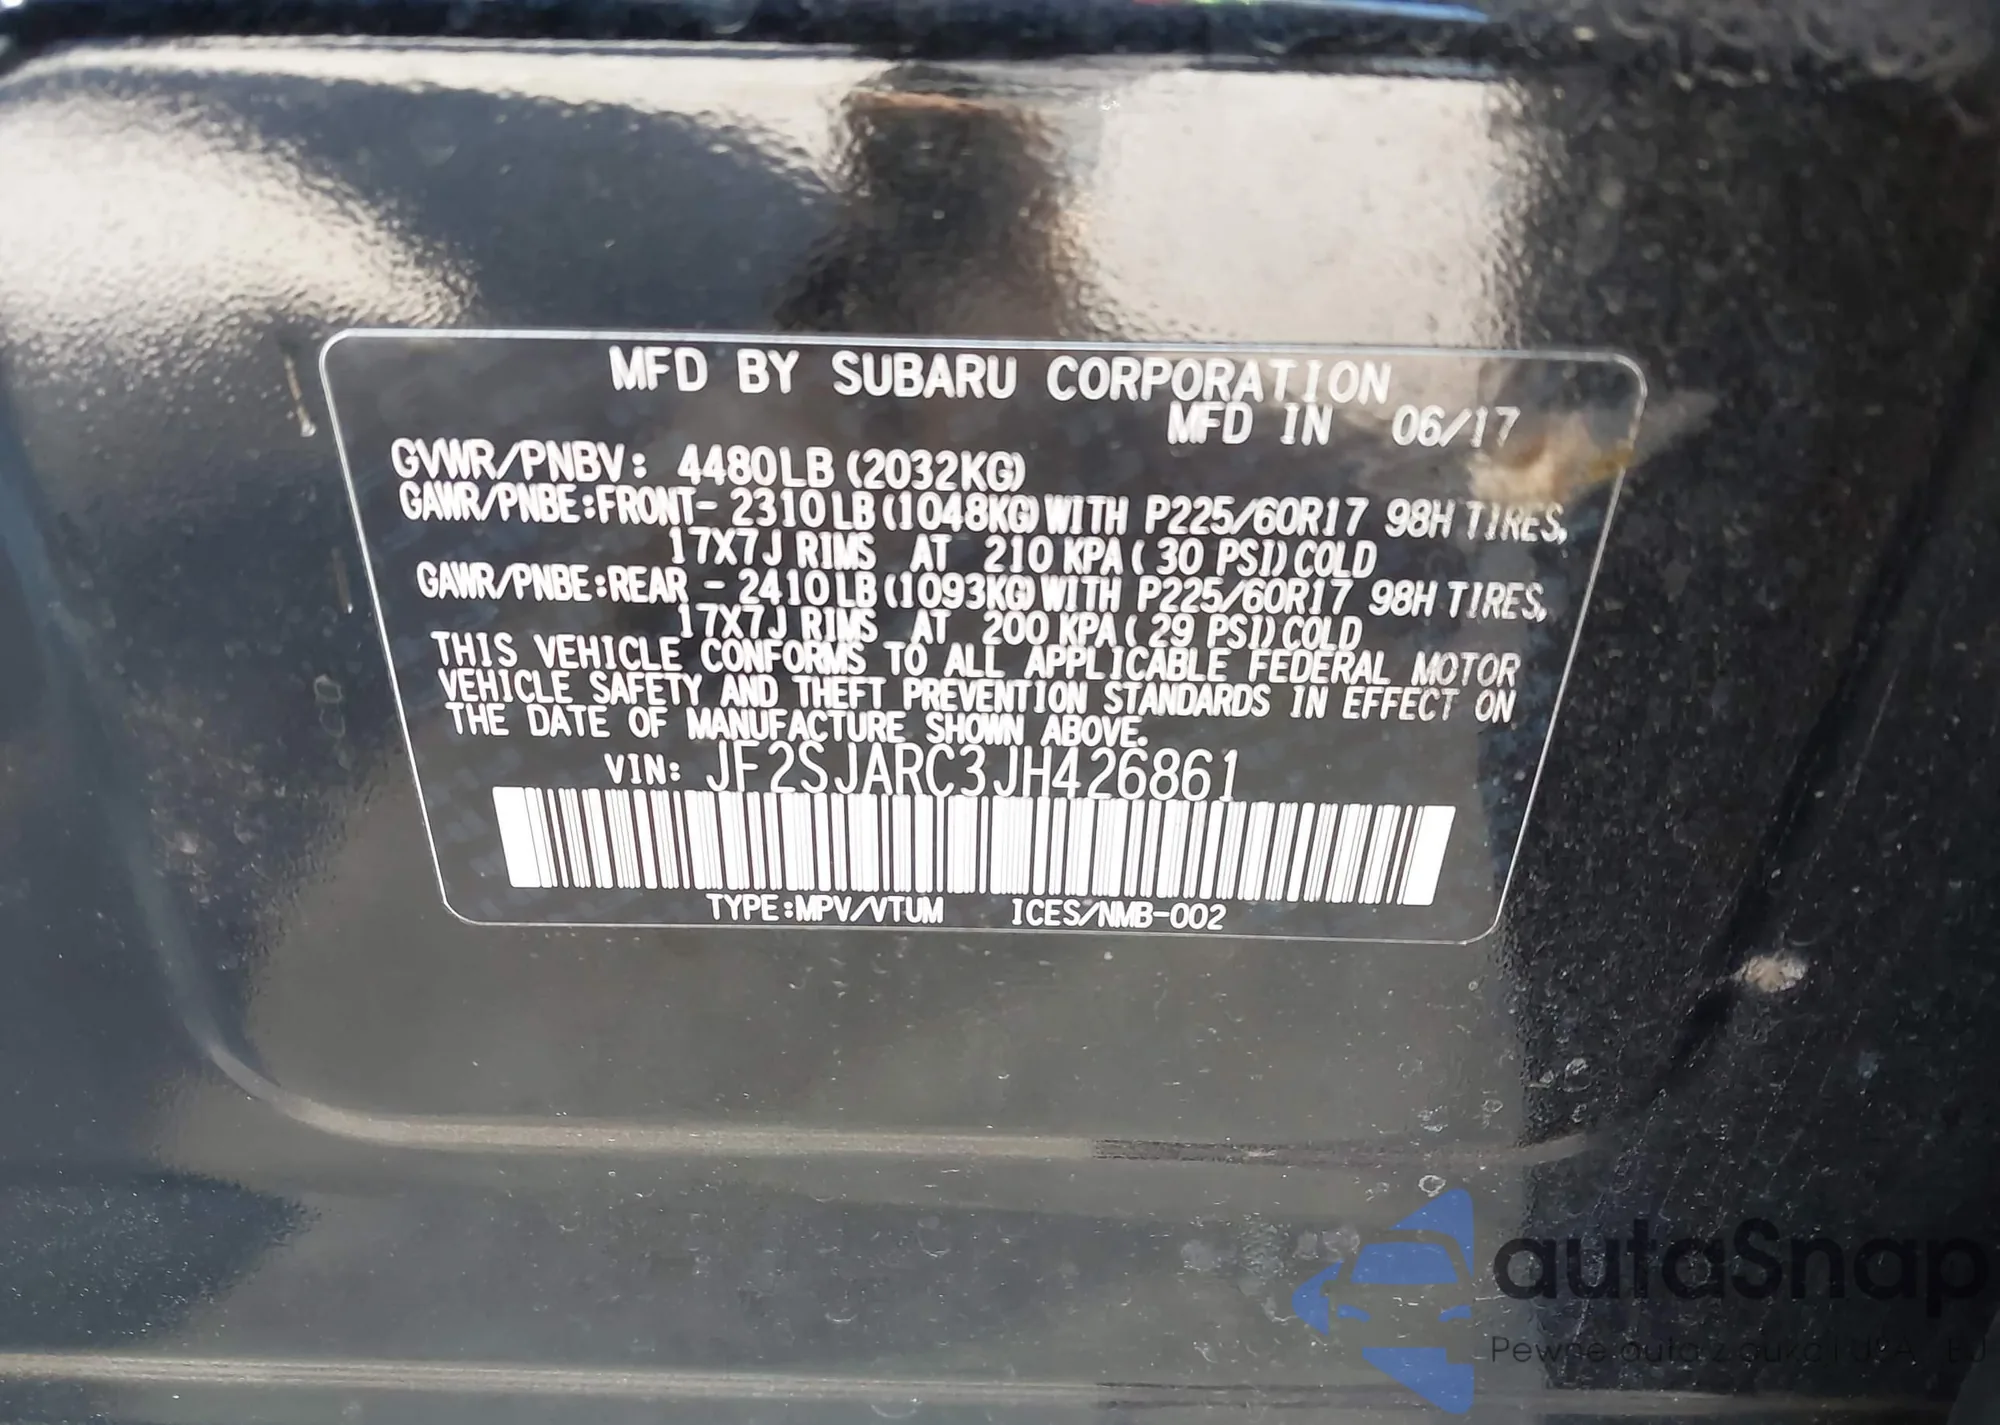 MFD BY SUBARU CORPORATION
MFD IN 06/17
GVWR/PNBV: 4480LB (2032KG)
GAWR/PNBE:FRONT- 2310LB (1048KG) WITH P225/60R17 98H TIRES,
17X7J RIMS AT 210 KPA( 30 PSI) COLD
GAWR/PNBE:REAR - 2410LB (1093KG) WITH P225/60R17 98H TIRES,
17X7J RIMS AT 200 KPA( 29 PSI) COLD
THIS VEHICLE CONFORMS TO ALL APPLICABLE FEDERAL MOTOR
VEHICLE SAFETY AND THEFT PREVENTION STANDARDS IN EFFECT ON
THE DATE OF MANUFACTURE SHOWN ABOVE.
VIN: JF2SJARC3JH426861
TYPE:MPV/VTUM ICES/NMB-002
autaSnap
Pewne auta z aukcji